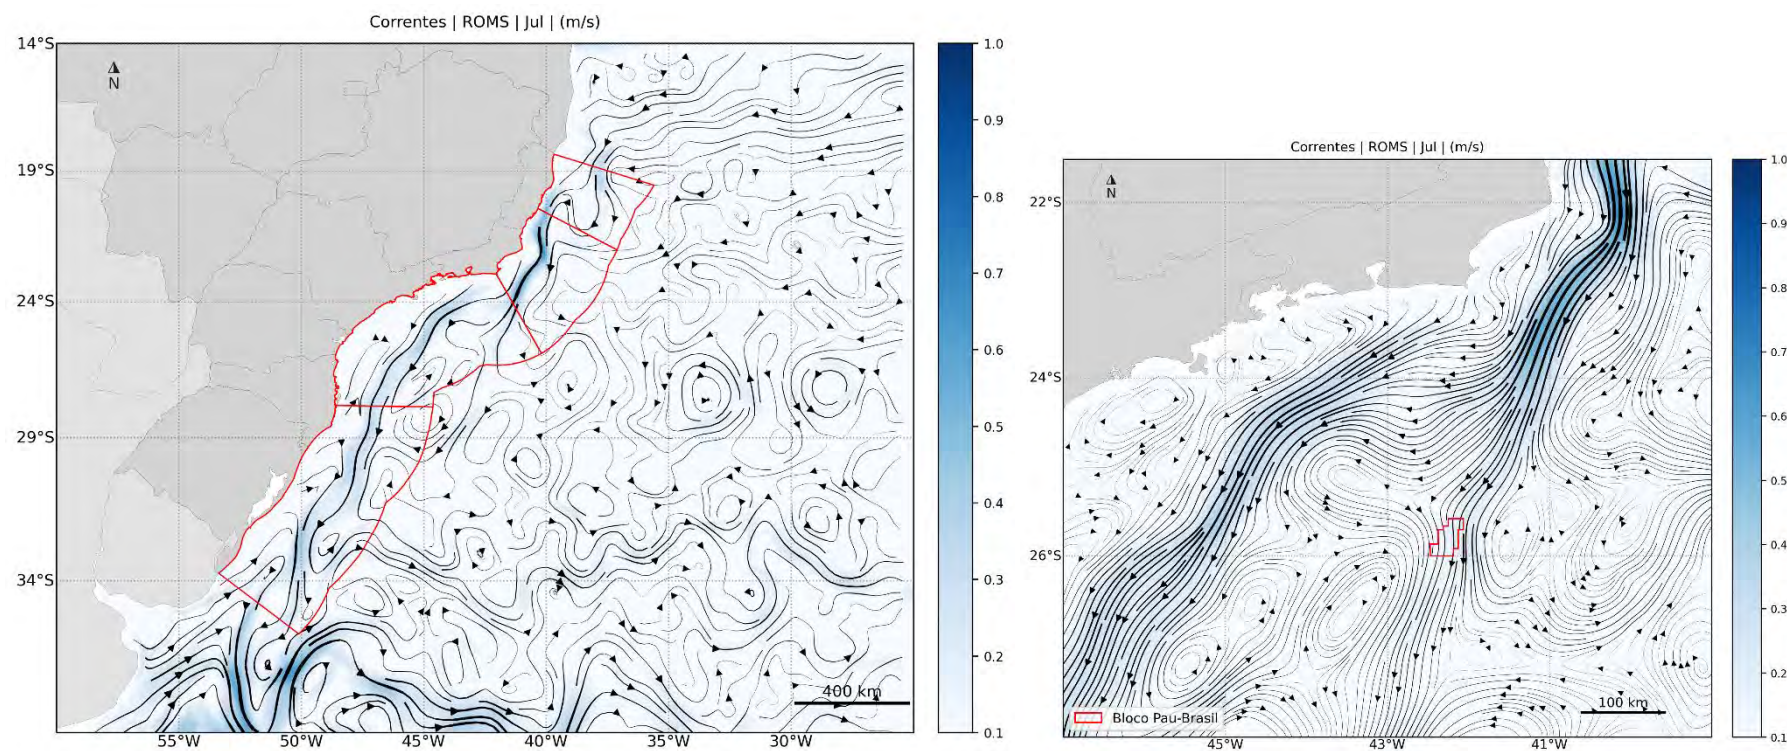 Correntes | ROMS | Jul | (m/s)
14°S
19°S
24°S
29°S
34°S
N
400 km
55°W 50°W 45°W 40°W 35°W 30°W
1.0
0.9
0.8
0.7
0.6
0.5
0.4
0.3
0.2
0.1
Correntes | ROMS | Jul | (m/s)
N
22°S
24°S
26°S
100 km
Bloco Pau-Brasil
45°W 43°W 41°W
1.0
0.9
0.8
0.7
0.6
0.5
0.4
0.3
0.2
0.1